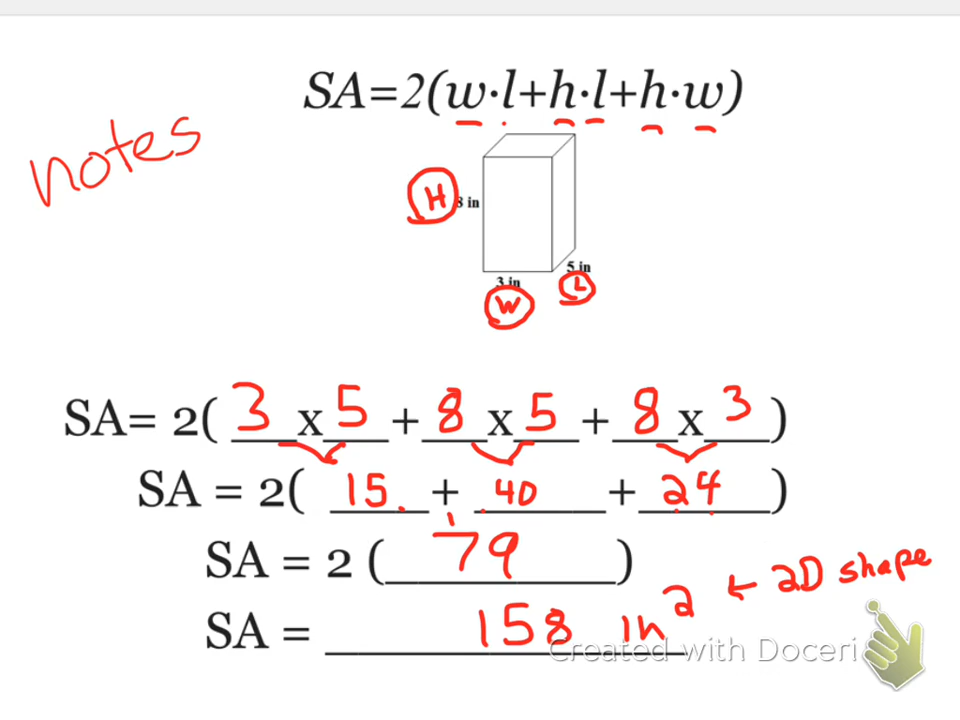 SA=2(w·l+h·l+h·w)
notes
H 8 in
5 in
L
3 in
W
SA= 2( 3 x 5 + 8 x 5 + 8 x 3 )
SA = 2( 15 + 40 + 24 )
SA = 2 ( 79 )
SA = 158 in² ← 2D shape
Created with Doceri